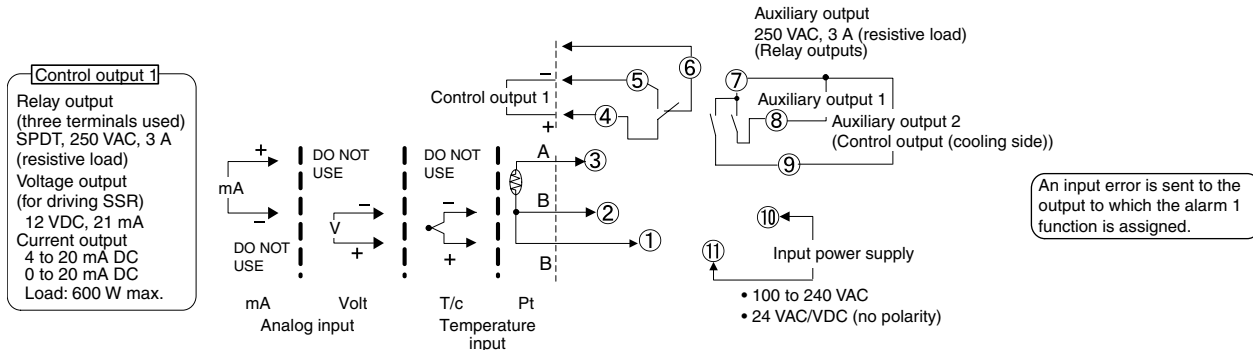 Control output 1
Relay output
(three terminals used)
SPDT, 250 VAC, 3 A
(resistive load)
Voltage output
(for driving SSR)
12 VDC, 21 mA
Current output
4 to 20 mA DC
0 to 20 mA DC
Load: 600 W max.
Control output 1
−
+
⑥
⑤
④
Auxiliary output
250 VAC, 3 A (resistive load)
(Relay outputs)
⑦
Auxiliary output 1
⑧
Auxiliary output 2
(Control output (cooling side))
⑨
+
mA
−
DO NOT
USE
DO NOT
USE
−
V
+
DO NOT
USE
−
+
A
③
B
②
①
B
mA
Volt
T/c
Pt
Analog input
Temperature
input
⑩
⑪
Input power supply
• 100 to 240 VAC
• 24 VAC/VDC (no polarity)
An input error is sent to the
output to which the alarm 1
function is assigned.